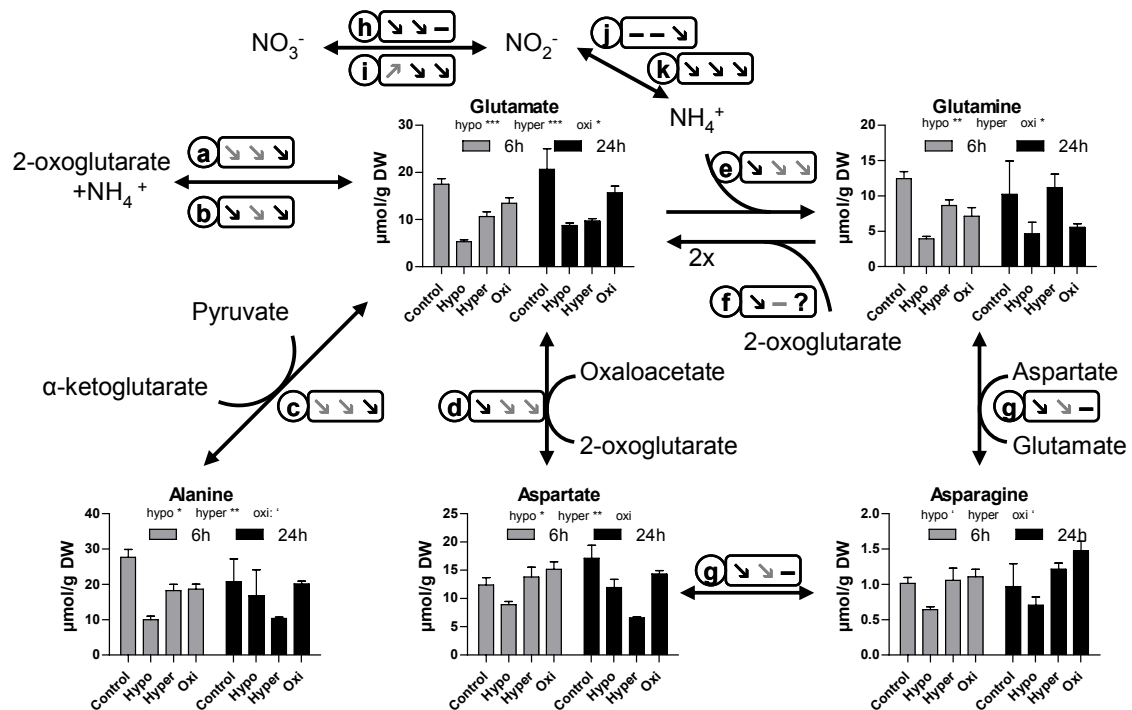 h ↘ ↘ –
NO₃⁻
NO₂⁻
i ↗ ↘ ↘
j – – ↘
k ↘ ↘ ↘
NH₄⁺
2-oxoglutarate
+NH₄⁺
a ↘ ↘ ↘
b ↘ ↘ ↘
Glutamate
hypo *** hyper *** oxi *
6h 24h
µmol/g DW
30
20
10
0
Control Hypo Hyper Oxi Control Hypo Hyper Oxi
e ↘ ↘ ↘
2x
f ↘ – ?
2-oxoglutarate
Glutamine
hypo ** hyper oxi *
6h 24h
µmol/g DW
20
15
10
5
0
Control Hypo Hyper Oxi Control Hypo Hyper Oxi
Pyruvate
α-ketoglutarate
c ↘ ↘ ↘
d ↘ ↘ ↘
Oxaloacetate
2-oxoglutarate
Aspartate
g ↘ ↘ –
Glutamate
Alanine
hypo * hyper ** oxi: ‘
6h 24h
µmol/g DW
40
30
20
10
0
Control Hypo Hyper Oxi Control Hypo Hyper Oxi
Aspartate
hypo * hyper ** oxi
6h 24h
µmol/g DW
25
20
15
10
5
0
Control Hypo Hyper Oxi Control Hypo Hyper Oxi
g ↘ ↘ –
Asparagine
hypo ‘ hyper oxi ‘
6h 24h
µmol/g DW
2.0
1.5
1.0
0.5
0.0
Control Hypo Hyper Oxi Control Hypo Hyper Oxi